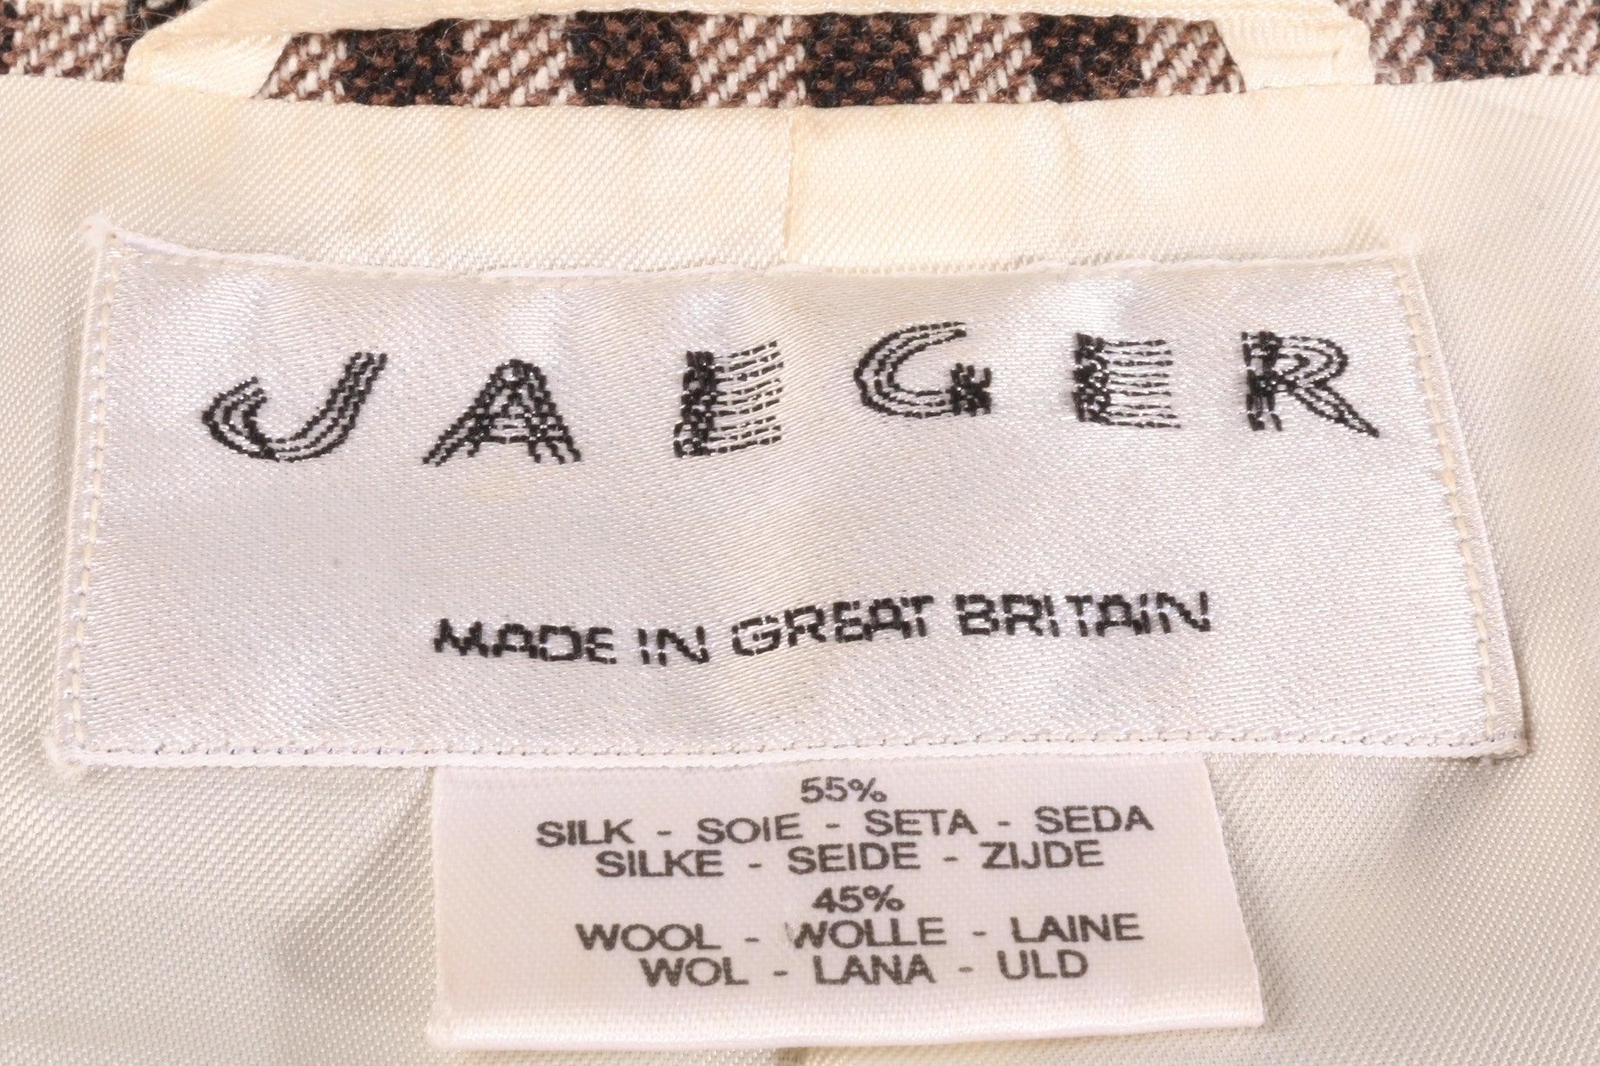 JAEGER
MADE IN GREAT BRITAIN
55%
SILK - SOIE - SETA - SEDA
SILKE - SEIDE - ZIJDE
45%
WOOL - WOLLE - LAINE
WOL - LANA - ULD